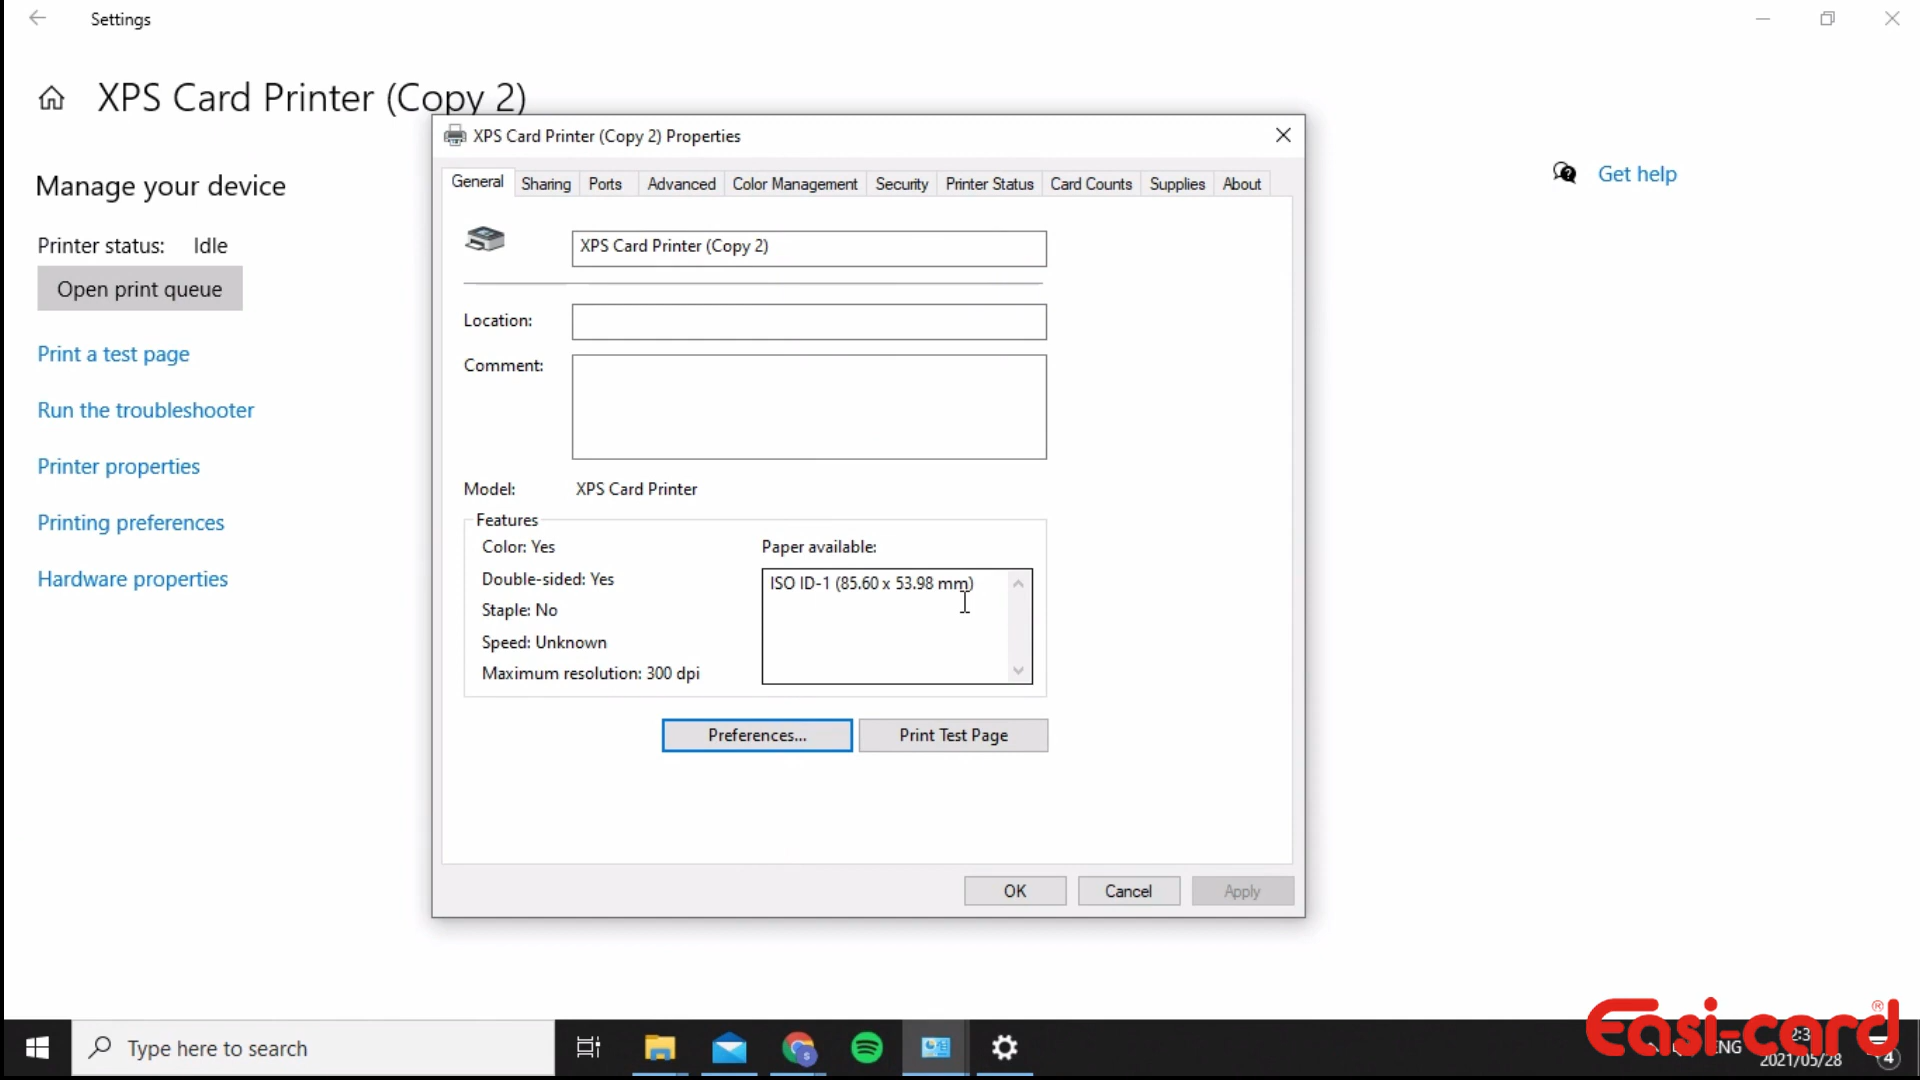 Settings
XPS Card Printer (Copy 2)
Manage your device
Printer status: Idle
Open print queue
Print a test page
Run the troubleshooter
Printer properties
Printing preferences
Hardware properties
Get help
XPS Card Printer (Copy 2) Properties
General Sharing Ports Advanced Color Management Security Printer Status Card Counts Supplies About
XPS Card Printer (Copy 2)
Location:
Comment:
Model: XPS Card Printer
Features
Color: Yes
Double-sided: Yes
Staple: No
Speed: Unknown
Maximum resolution: 300 dpi
Paper available:
ISO ID-1 (85.60 x 53.98 mm)
Preferences... Print Test Page
OK Cancel Apply
Type here to search
Easi-card®
2021/05/28
4